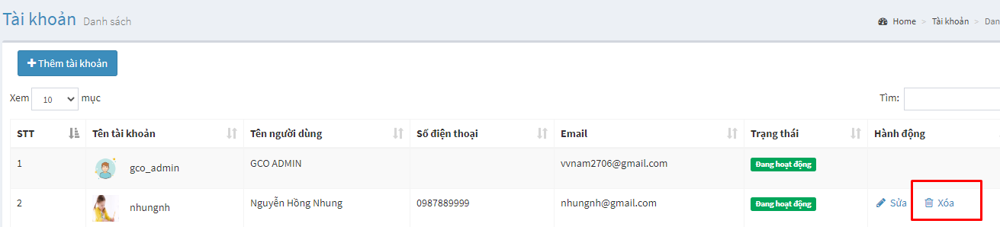 Tài khoản Danh sách
Home > Tài khoản >
Thêm tài khoản
Xem 10 mục
Tìm:
STT Tên tài khoản Tên người dùng Số điện thoại Email Trạng thái Hành động
1 gco_admin GCO ADMIN vvnam2706@gmail.com Đang hoạt động
2 nhungnh Nguyễn Hồng Nhung 0987889999 nhungnh@gmail.com Đang hoạt động Sửa Xóa